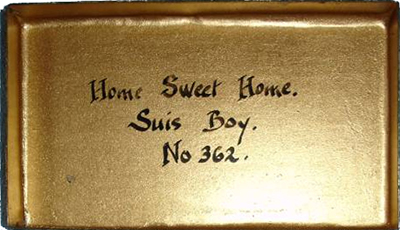 Home Sweet Home.
Suis Boy.
No 362.